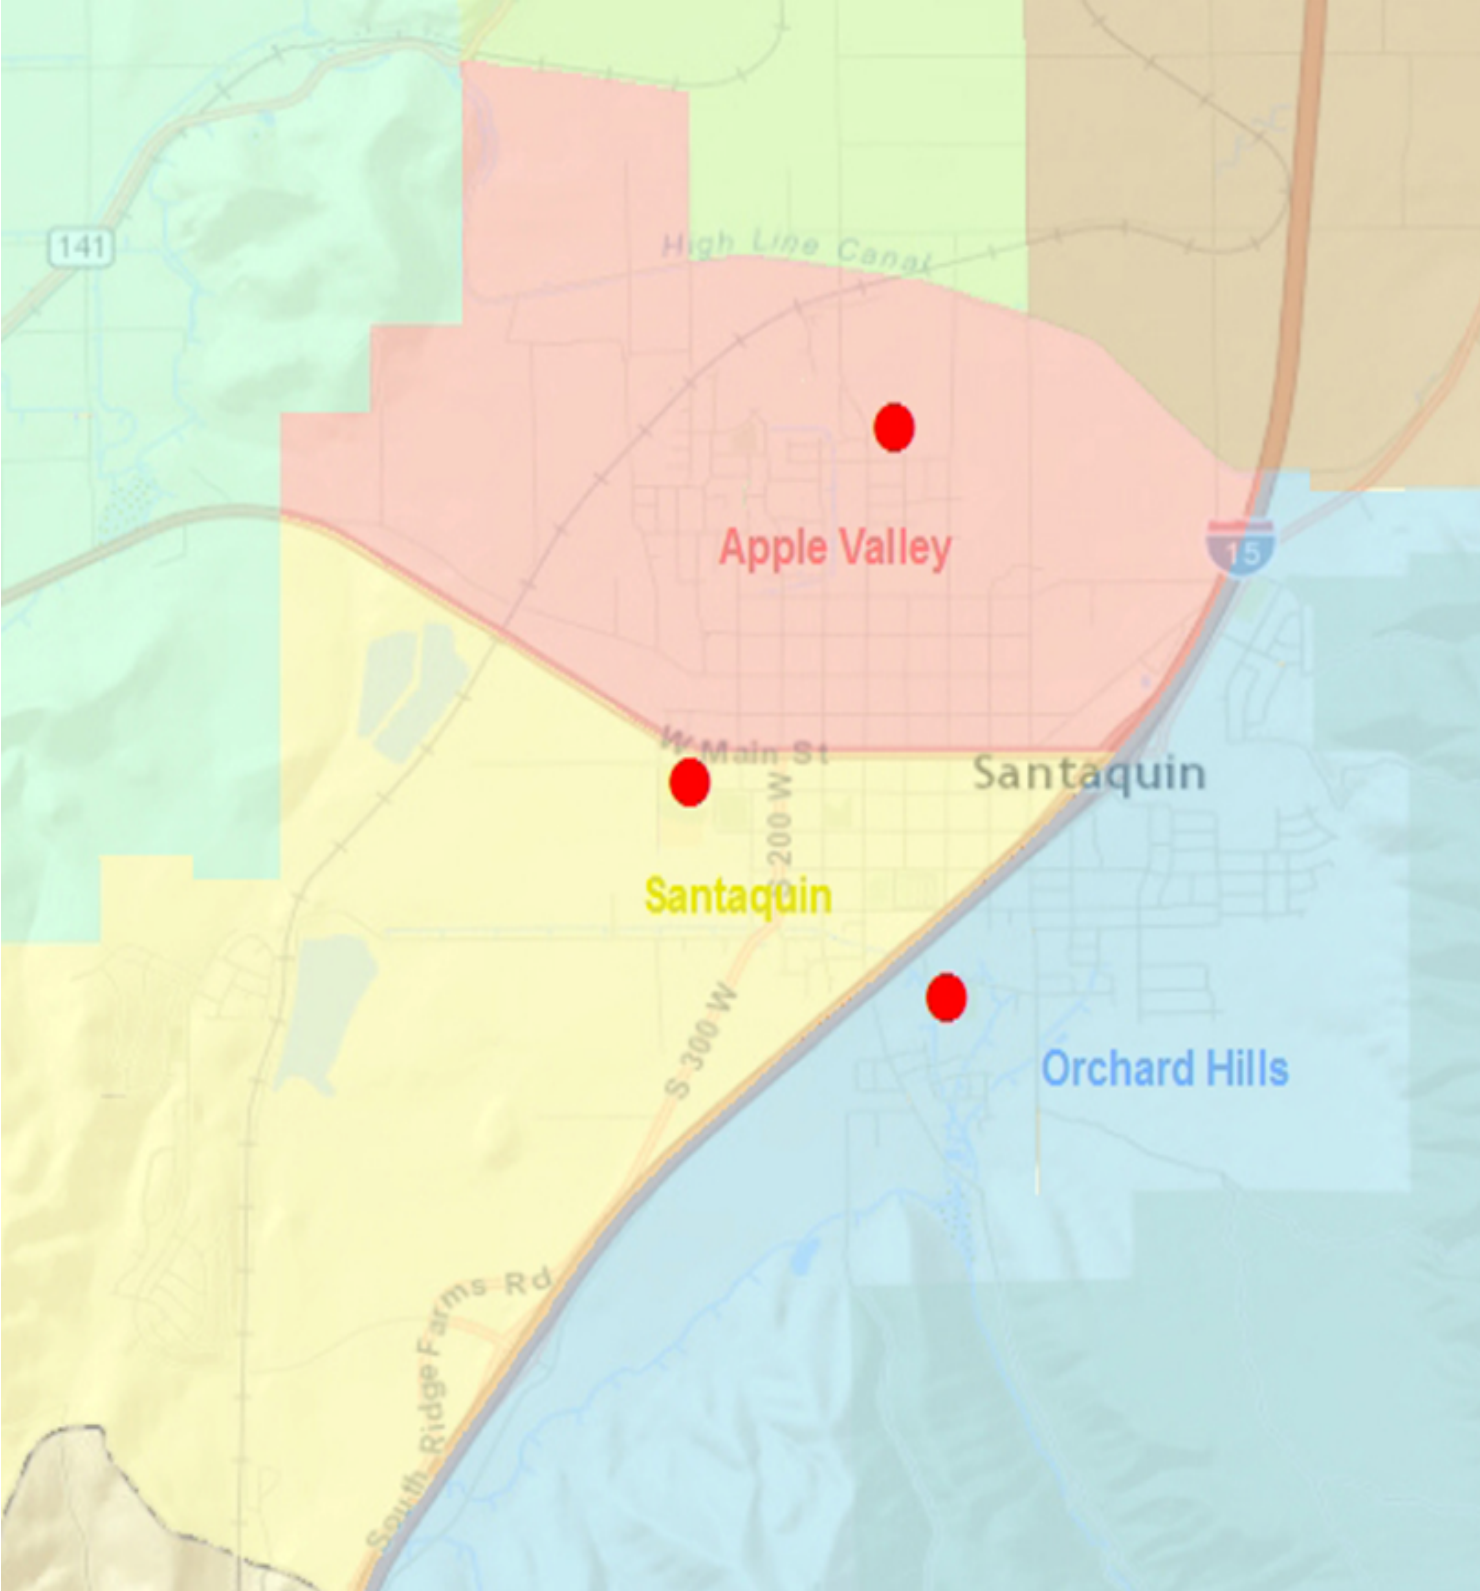 141
High Line Canal
Apple Valley
15
W Main St
Santaquin
S 200 W
Santaquin
S 300 W
Orchard Hills
South Ridge Farms Rd